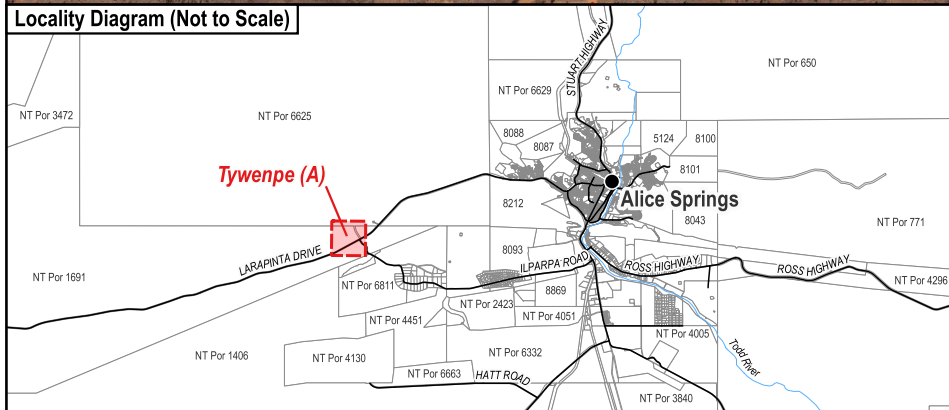 Locality Diagram (Not to Scale)
STUART HIGHWAY
NT Por 650
NT Por 6629
NT Por 3472
NT Por 6625
8088
8087
5124
8100
8101
Tywenpe (A)
Alice Springs
8212
8043
NT Por 771
8093
LARAPINTA DRIVE
ILPARPA ROAD
ROSS HIGHWAY
ROSS HIGHWAY
NT Por 1691
NT Por 6811
8869
NT Por 4296
NT Por 2423
NT Por 4051
NT Por 4451
NT Por 4005
Todd River
NT Por 1406
NT Por 4130
NT Por 6332
NT Por 6663
HATT ROAD
NT Por 3840